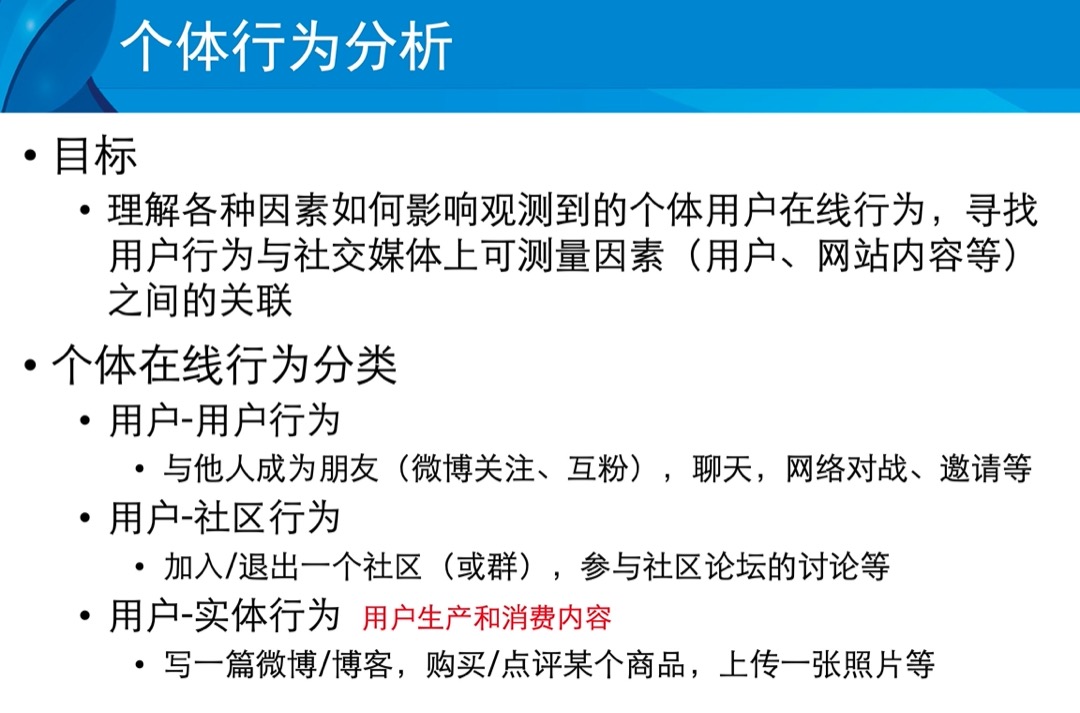 个体行为分析
• 目标
• 理解各种因素如何影响观测到的个体用户在线行为，寻找
用户行为与社交媒体上可测量因素（用户、网站内容等）
之间的关联
• 个体在线行为分类
• 用户-用户行为
• 与他人成为朋友（微博关注、互粉），聊天，网络对战、邀请等
• 用户-社区行为
• 加入/退出一个社区（或群），参与社区论坛的讨论等
• 用户-实体行为 用户生产和消费内容
• 写一篇微博/博客，购买/点评某个商品，上传一张照片等